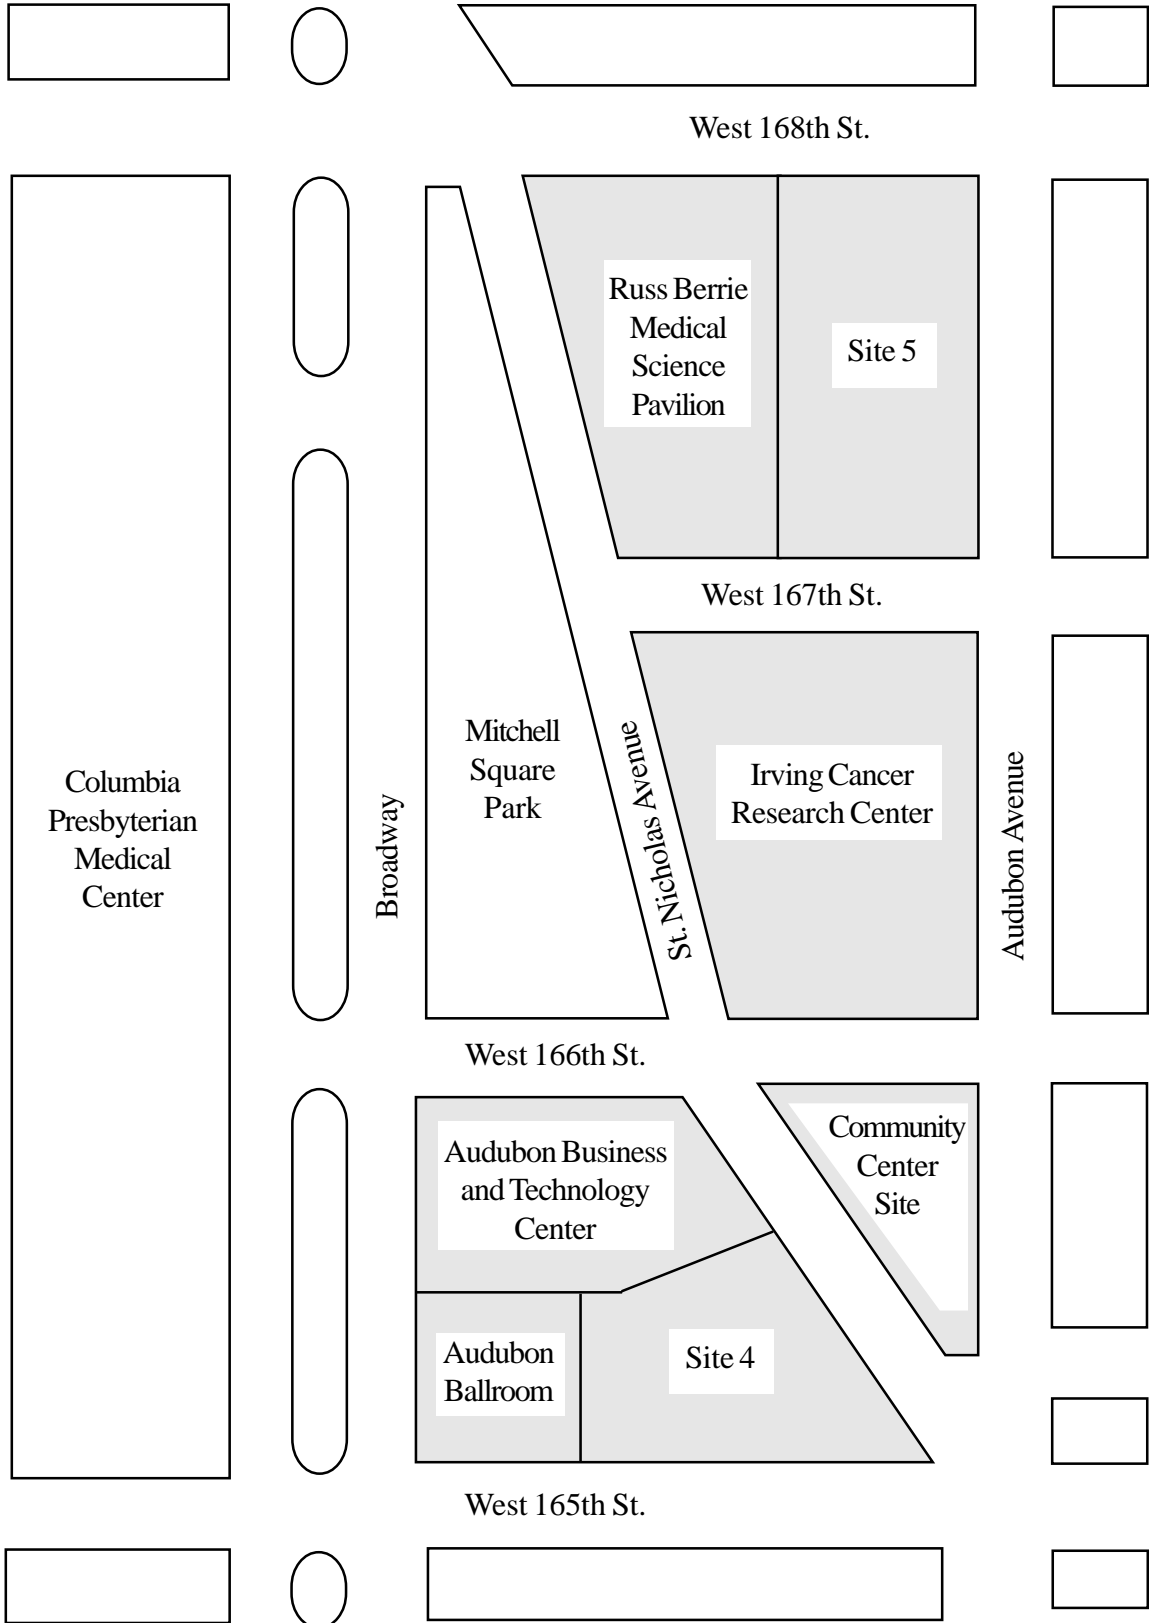 West 168th St.
Russ Berrie
Medical
Science
Pavilion
Site 5
West 167th St.
Mitchell
Square
Park
St. Nicholas Avenue
Irving Cancer
Research Center
Audubon Avenue
Columbia
Presbyterian
Medical
Center
Broadway
West 166th St.
Audubon Business
and Technology
Center
Community
Center
Site
Audubon
Ballroom
Site 4
West 165th St.